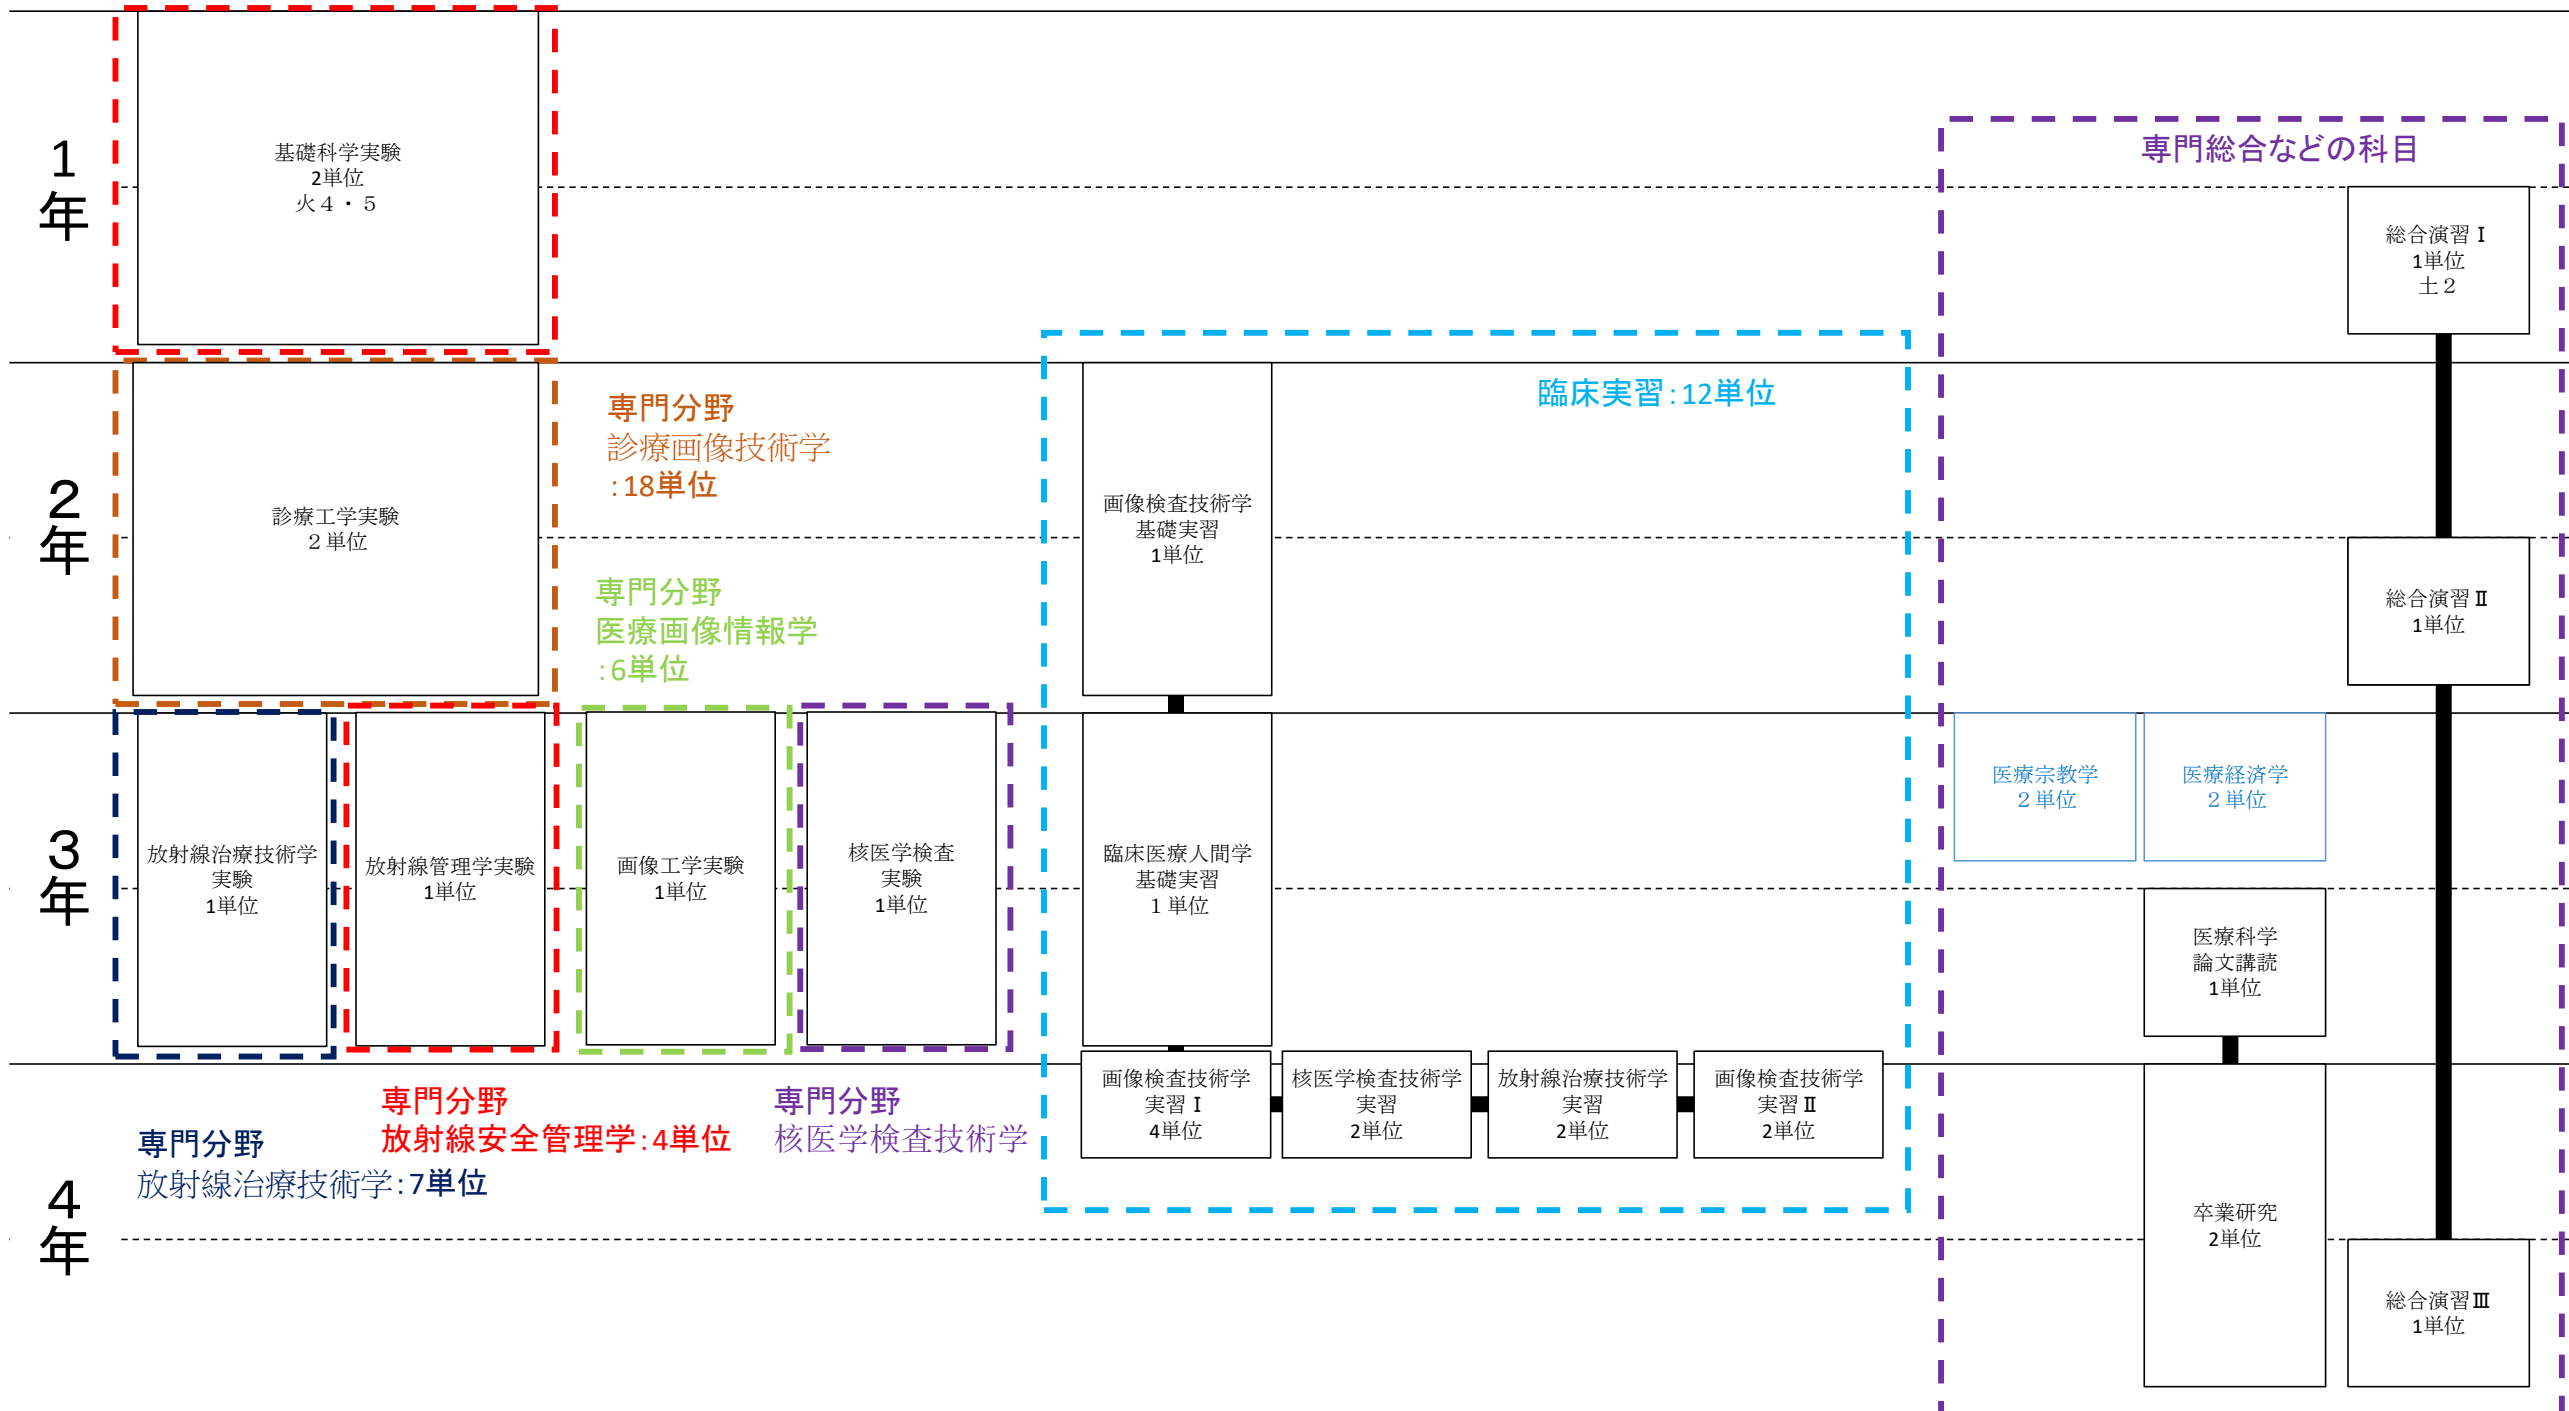 1
年
基礎科学実験
2単位
火4・5
専門総合などの科目
総合演習Ⅰ
1単位
土2
2
年
診療工学実験
2単位
専門分野
診療画像技術学
:18単位
専門分野
医療画像情報学
:6単位
臨床実習:12単位
画像検査技術学
基礎実習
1単位
総合演習Ⅱ
1単位
3
年
放射線治療技術学
実験
1単位
放射線管理学実験
1単位
画像工学実験
1単位
核医学検査
実験
1単位
臨床医療人間学
基礎実習
1単位
医療宗教学
2単位
医療経済学
2単位
医療科学
論文講読
1単位
4
年
専門分野
放射線治療技術学:7単位
専門分野
放射線安全管理学:4単位
専門分野
核医学検査技術学
画像検査技術学
実習Ⅰ
4単位
核医学検査技術学
実習
2単位
放射線治療技術学
実習
2単位
画像検査技術学
実習Ⅱ
2単位
卒業研究
2単位
総合演習Ⅲ
1単位